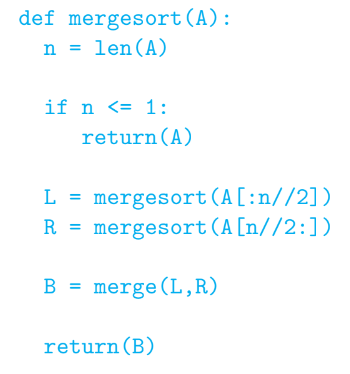 def mergesort(A):
n = len(A)
if n <= 1:
return(A)
L = mergesort(A[:n//2])
R = mergesort(A[n//2:])
B = merge(L,R)
return(B)